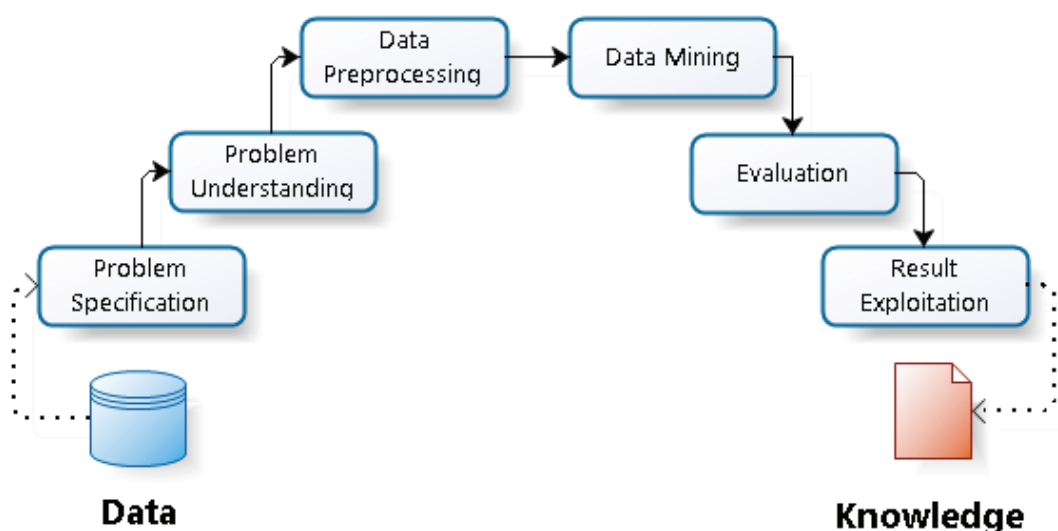 Data
Preprocessing
Data Mining
Problem
Understanding
Evaluation
Problem
Specification
Result
Exploitation
Data
Knowledge